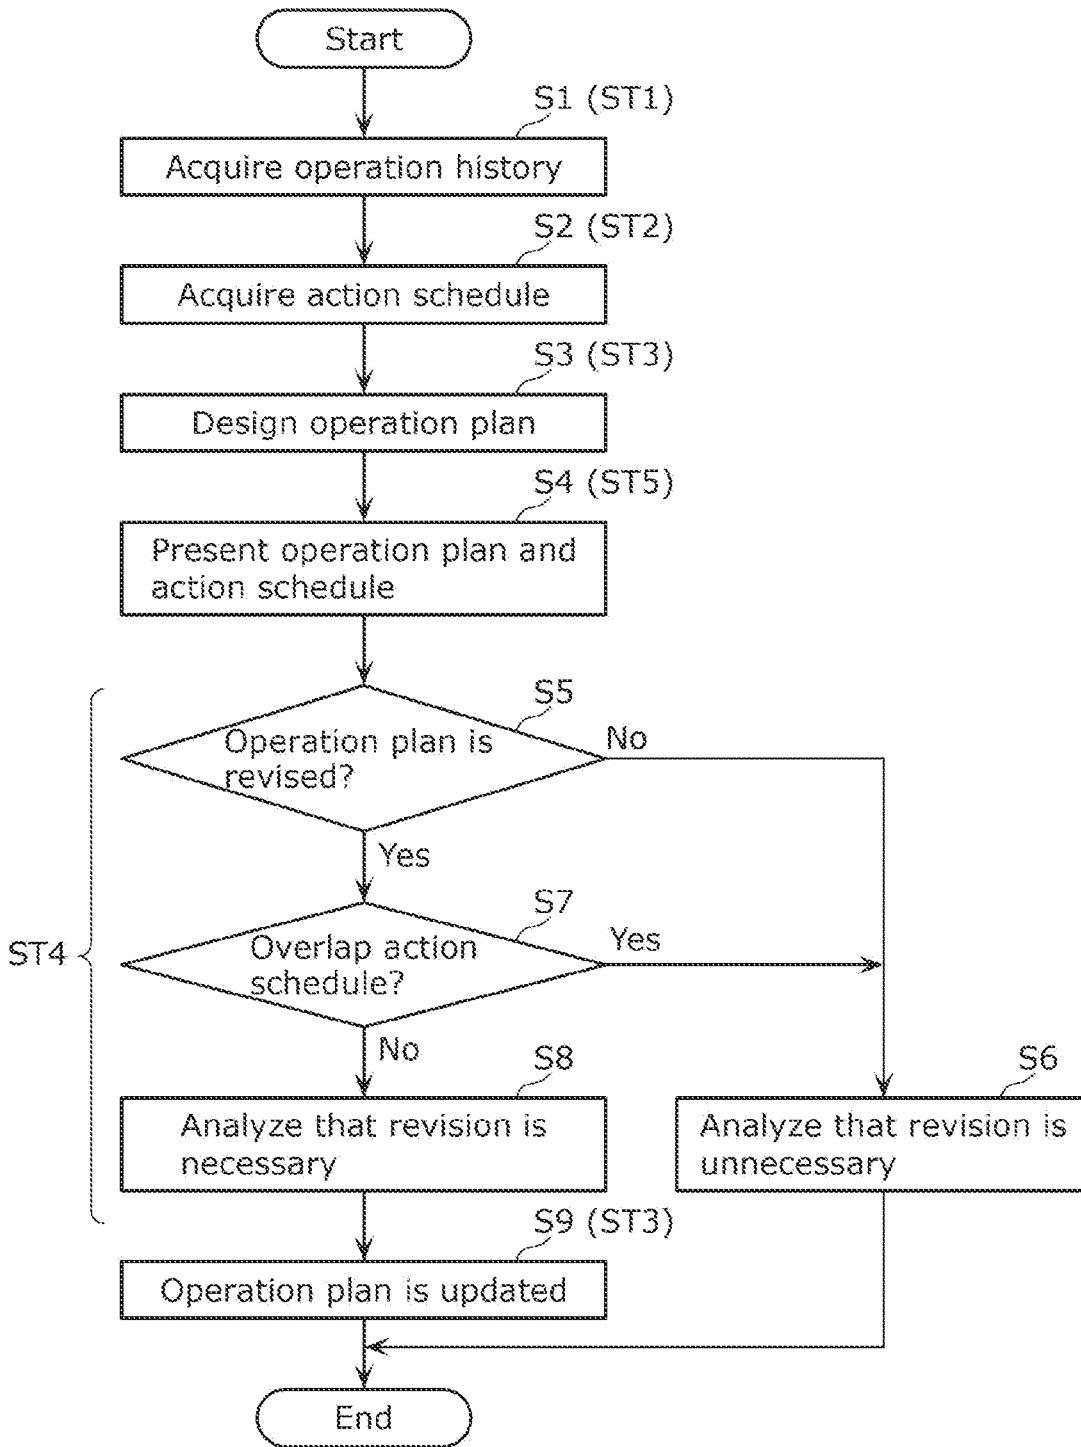 Start
S1 (ST1)
Acquire operation history
S2 (ST2)
Acquire action schedule
S3 (ST3)
Design operation plan
S4 (ST5)
Present operation plan and
action schedule
S5
Operation plan is
revised?
No
Yes
S7
ST4
Overlap action
schedule?
Yes
No
S8
S6
Analyze that revision is
necessary
Analyze that revision is
unnecessary
S9 (ST3)
Operation plan is updated
End